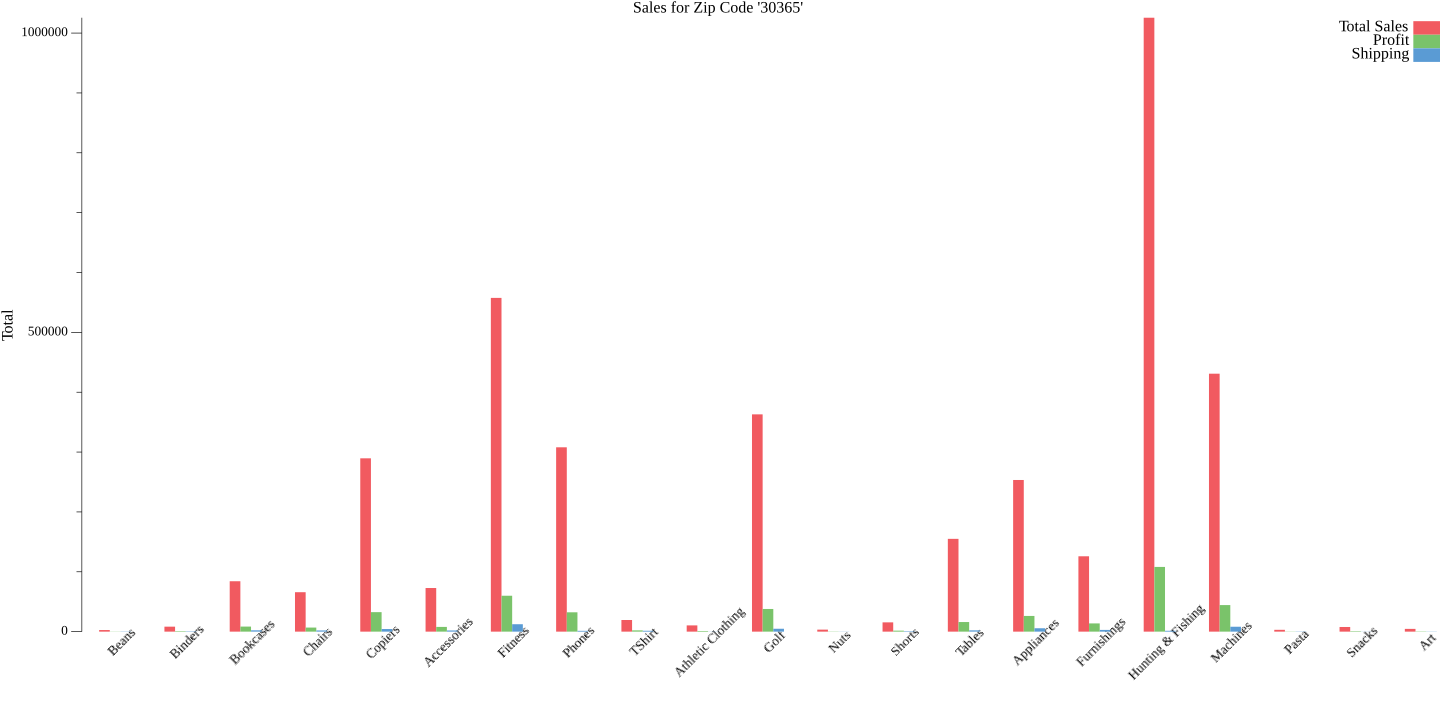 Sales for Zip Code '30365'
Total Sales
Profit
Shipping
Total
1000000
500000
0
Beans
Binders
Bookcases
Chairs
Copiers
Accessories
Fitness
Phones
TShirt
Athletic Clothing
Golf
Nuts
Shorts
Tables
Appliances
Furnishings
Hunting & Fishing
Machines
Pasta
Snacks
Art